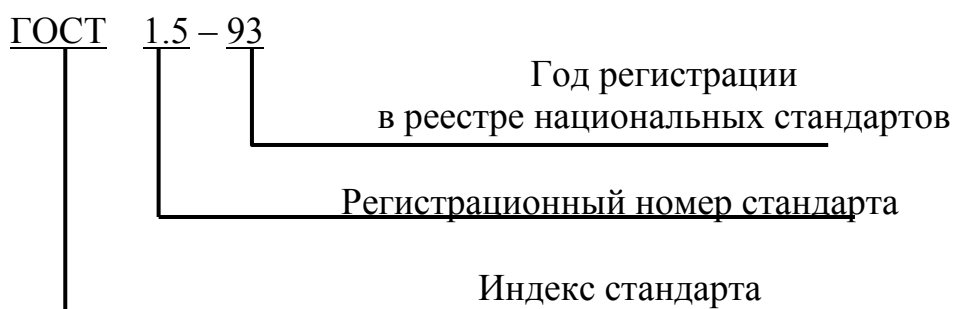 ГОСТ 1.5 – 93
Год регистрации
в реестре национальных стандартов
Регистрационный номер стандарта
Индекс стандарта